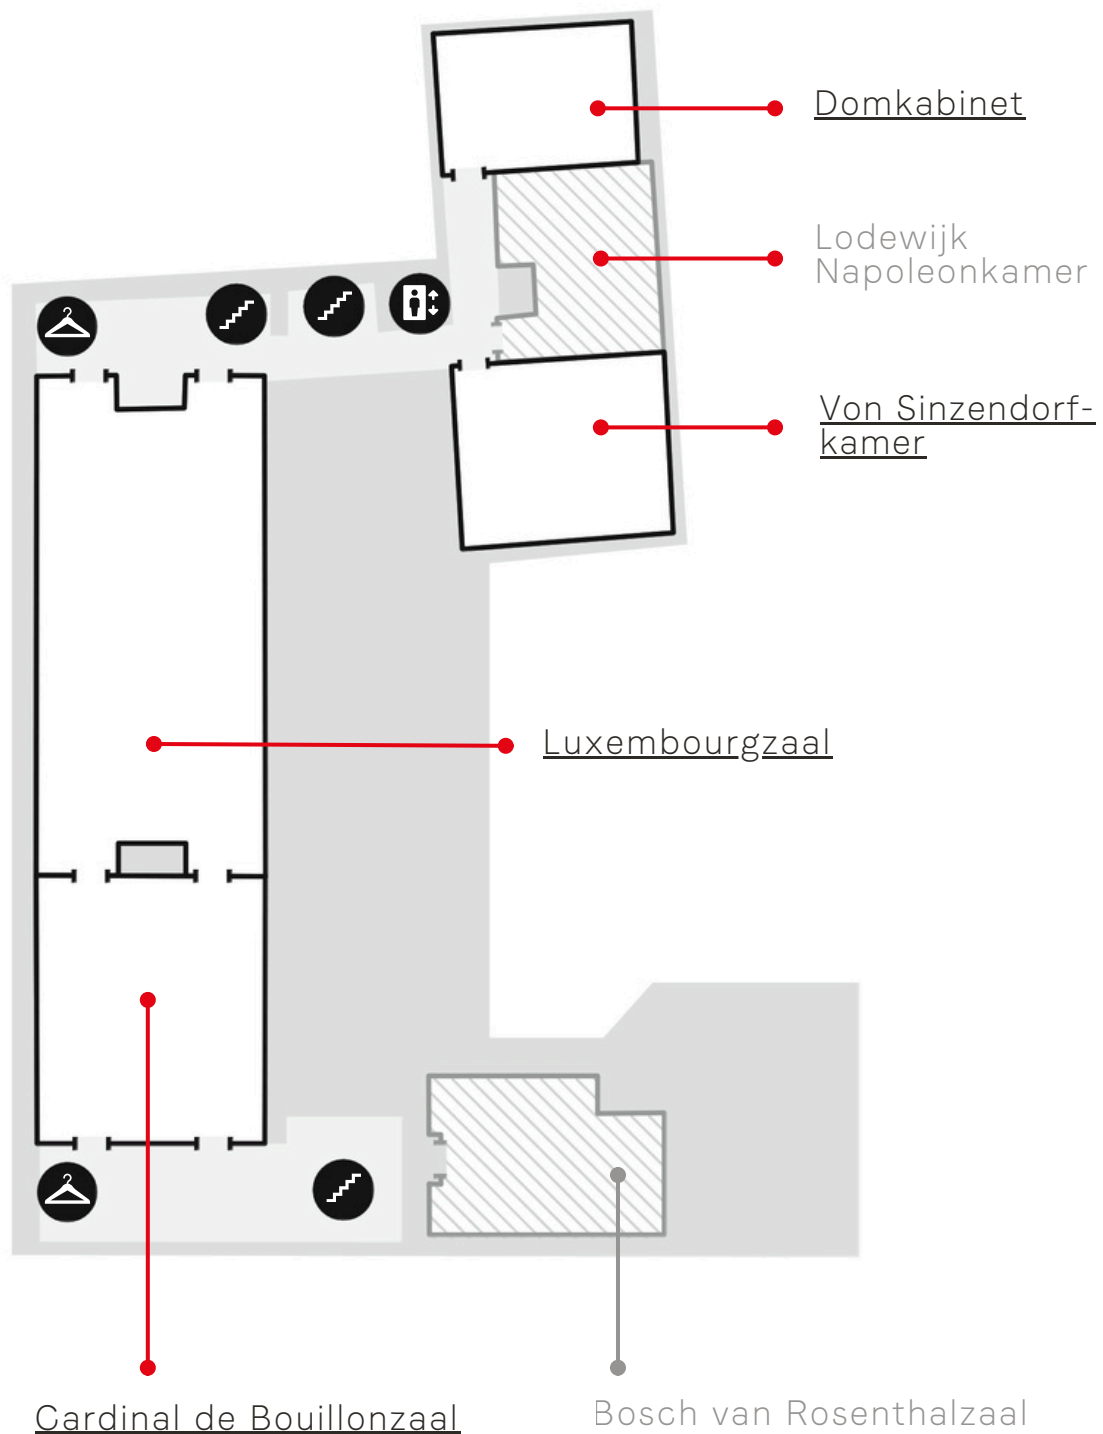 Domkabinet
Lodewijk
Napoleonkamer
Von Sinzendorf-
kamer
Luxembourgzaal
Cardinal de Bouillonzaal
Bosch van Rosenthalzaal